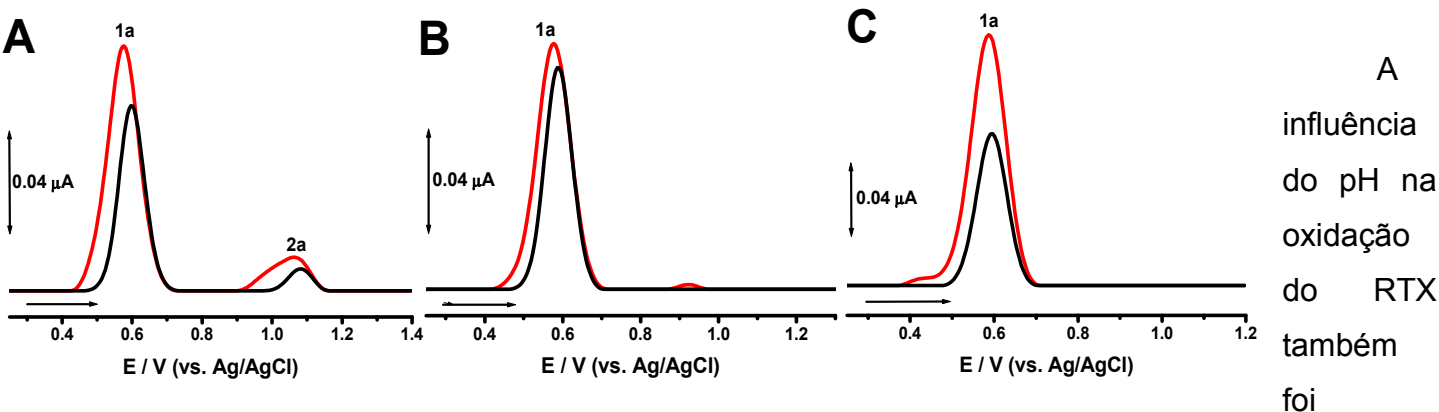 A
1a
2a
0.04 µA
0.4 0.6 0.8 1.0 1.2 1.4
E / V (vs. Ag/AgCl)
B
1a
0.04 µA
0.4 0.6 0.8 1.0 1.2
E / V (vs. Ag/AgCl)
C
1a
0.04 µA
0.4 0.6 0.8 1.0 1.2
E / V (vs. Ag/AgCl)
A
influência
do pH na
oxidação
do RTX
também
foi